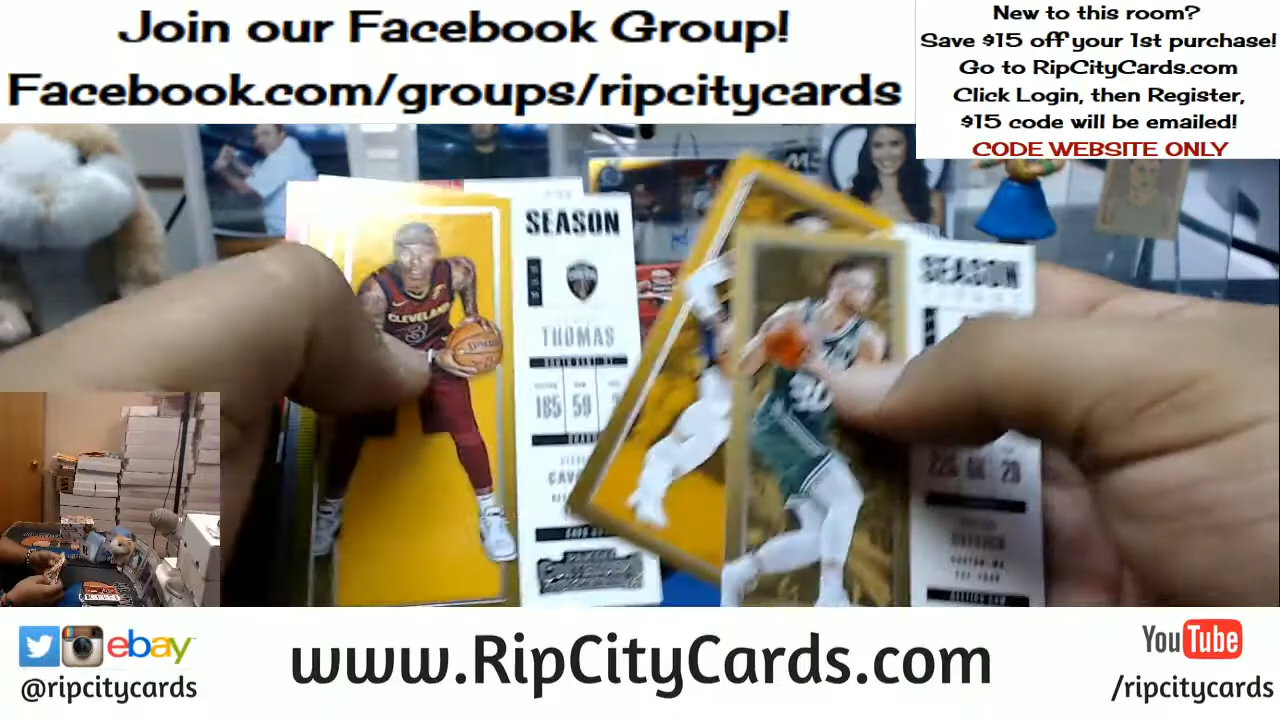 Join our Facebook Group!
Facebook.com/groups/ripcitycards
New to this room?
Save $15 off your 1st purchase!
Go to RipCityCards.com
Click Login, then Register,
$15 code will be emailed!
CODE WEBSITE ONLY
SEASON
THOMAS
185 59
CLEVELAND
3
SEASON
ebay
@ripcitycards
www.RipCityCards.com
YouTube
/ripcitycards